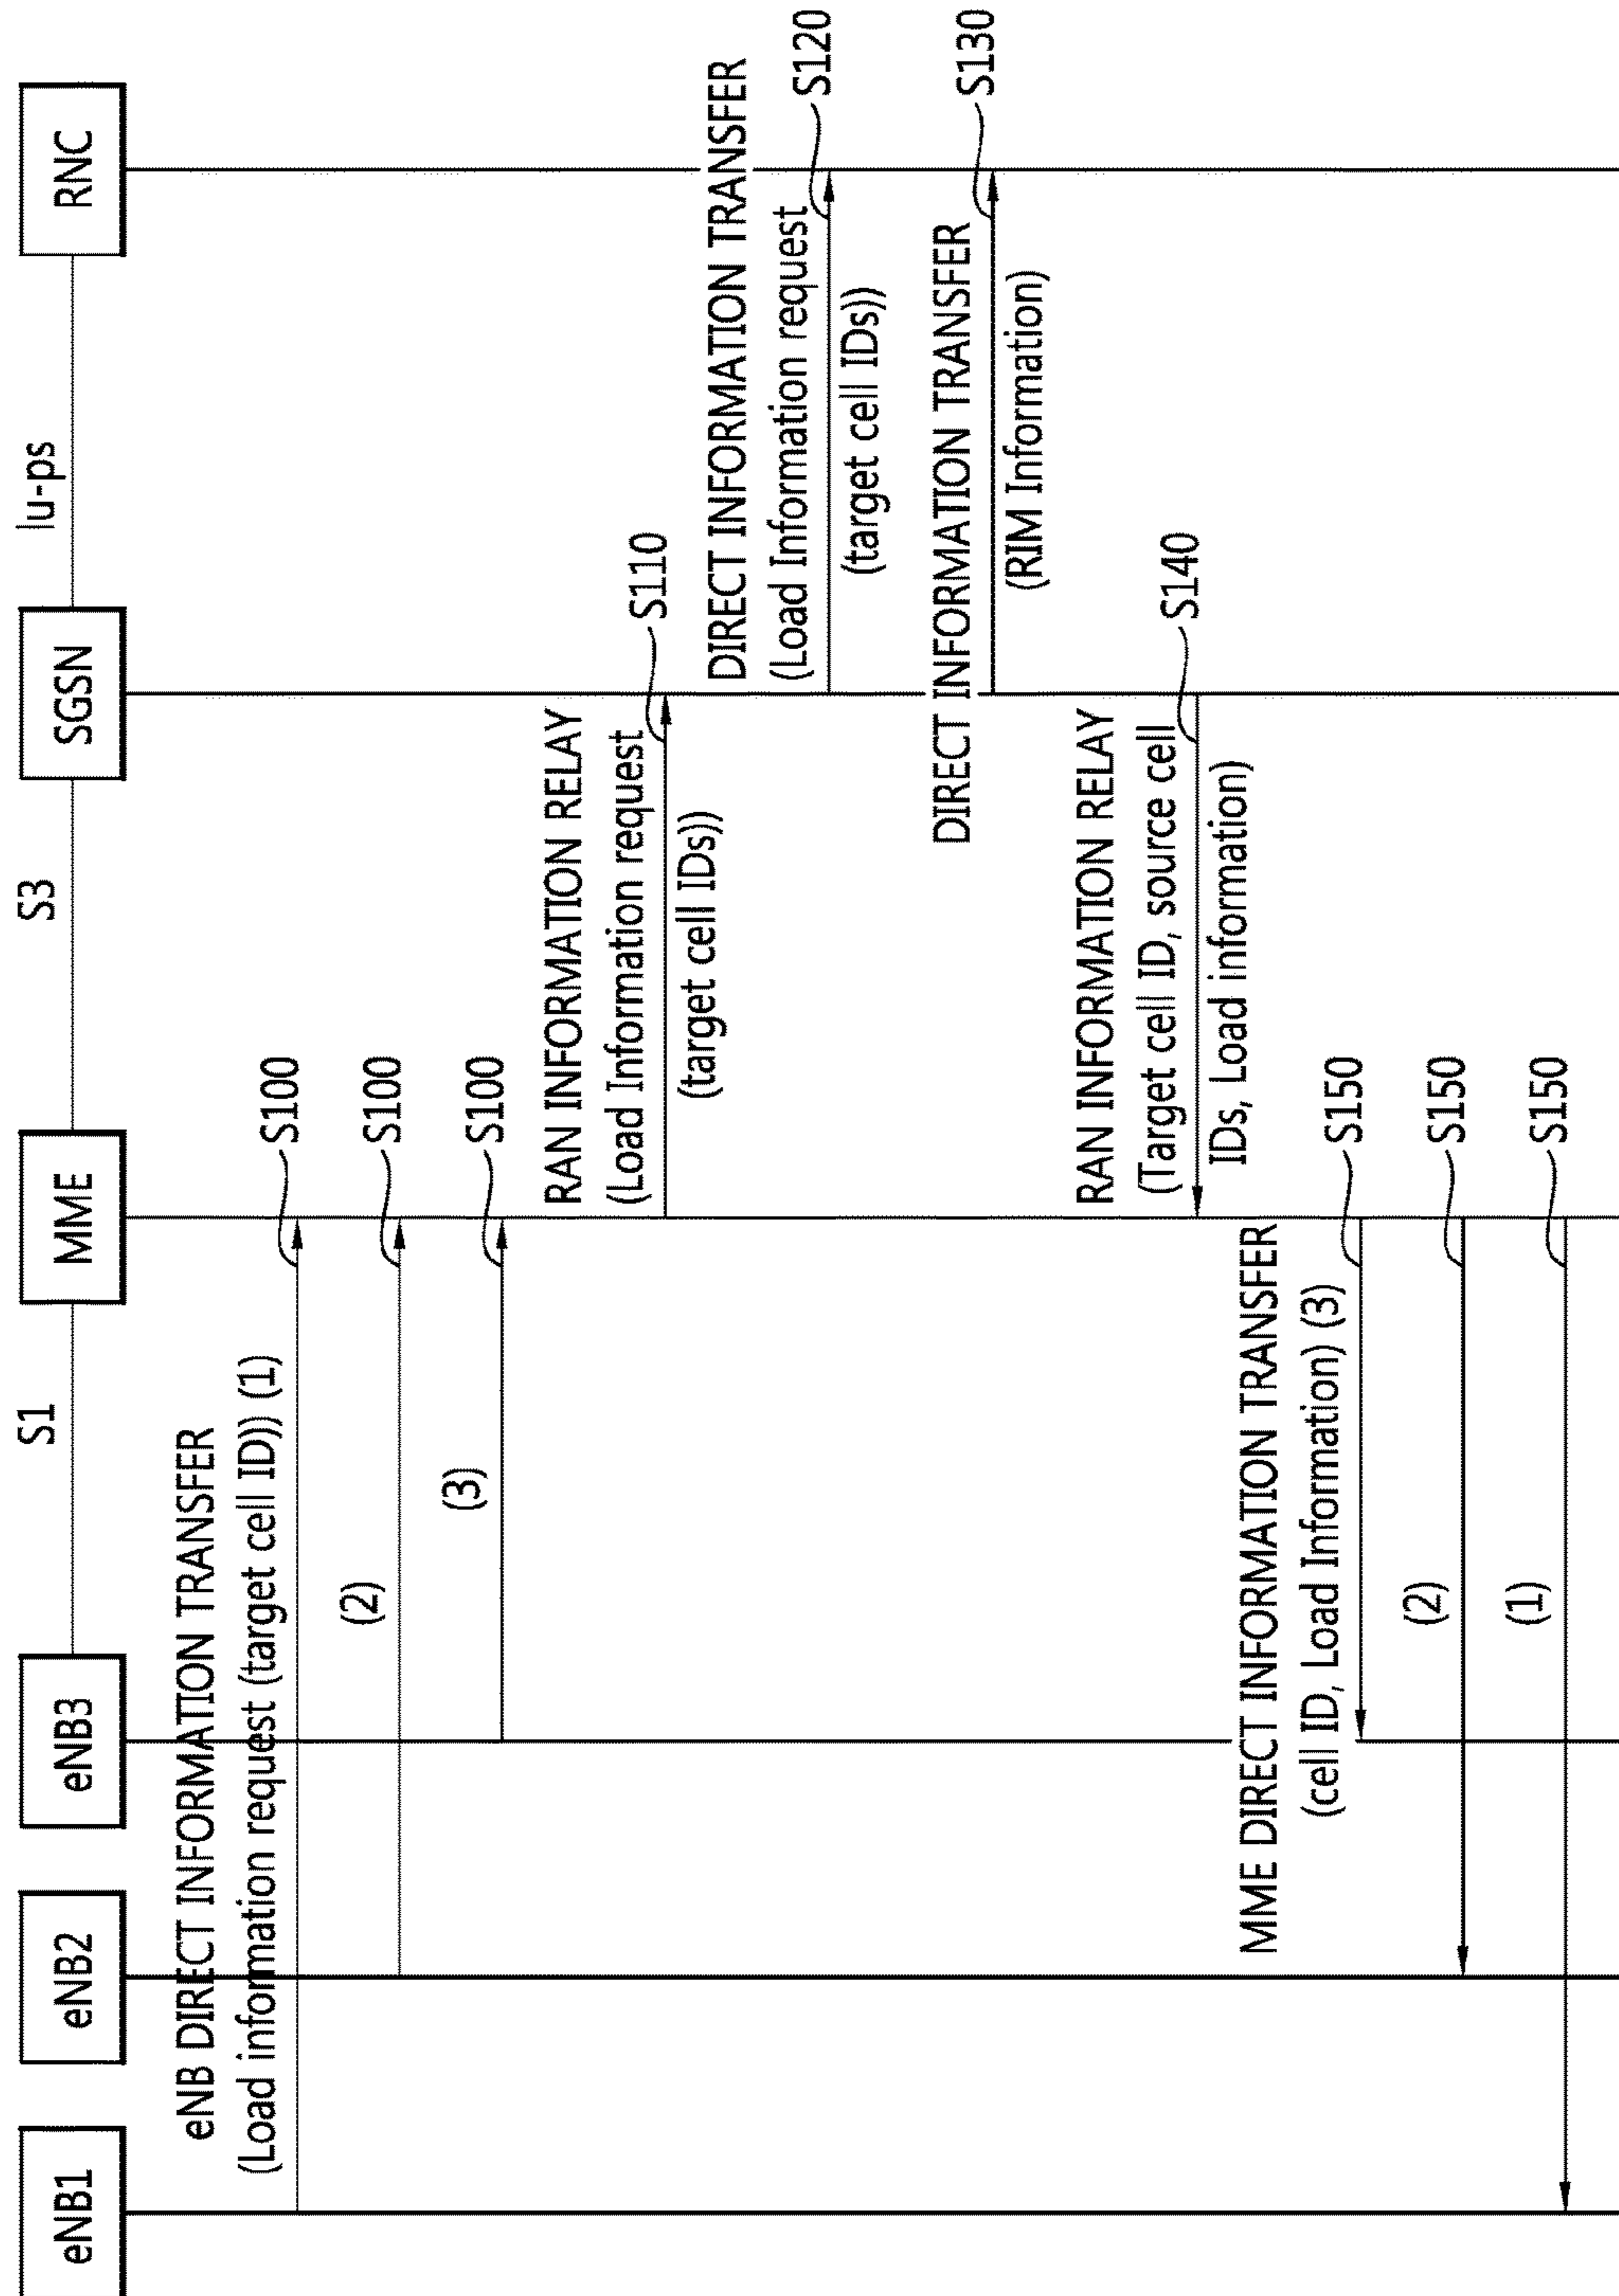 eNB1
eNB2
eNB3
S1
MME
S3
SGSN
Iu-ps
RNC
eNB DIRECT INFORMATION TRANSFER
(Load information request (target cell ID)) (1)
S100
(2)
S100
(3)
S100
RAN INFORMATION RELAY
(Load Information request
S110
(target cell IDs))
DIRECT INFORMATION TRANSFER
(Load Information request
S120
(target cell IDs))
DIRECT INFORMATION TRANSFER
S130
(RIM Information)
RAN INFORMATION RELAY
(Target cell ID, source cell
S140
IDs, Load information)
MME DIRECT INFORMATION TRANSFER
(cell ID, Load Information) (3)
S150
(2)
S150
(1)
S150